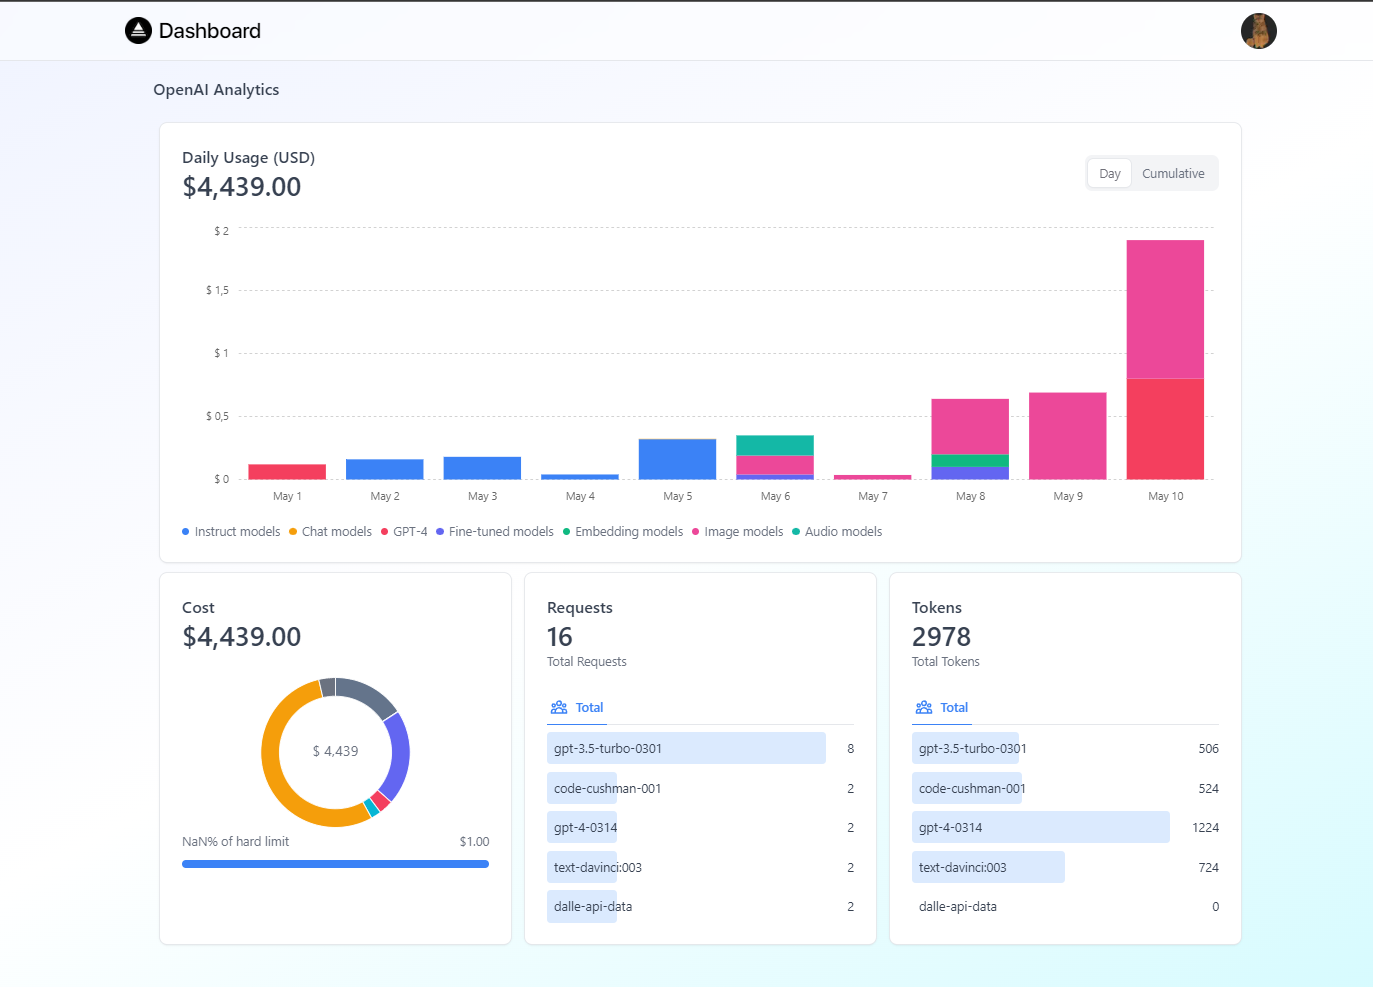 Dashboard
OpenAI Analytics
Daily Usage (USD)
$4,439.00
Day Cumulative
$ 2
$ 1,5
$ 1
$ 0,5
$ 0
May 1 May 2 May 3 May 4 May 5 May 6 May 7 May 8 May 9 May 10
Instruct models Chat models GPT-4 Fine-tuned models Embedding models Image models Audio models
Cost
$4,439.00
$ 4,439
NaN% of hard limit $1.00
Requests
16
Total Requests
Total
gpt-3.5-turbo-0301 8
code-cushman-001 2
gpt-4-0314 2
text-davinci:003 2
dalle-api-data 2
Tokens
2978
Total Tokens
Total
gpt-3.5-turbo-0301 506
code-cushman-001 524
gpt-4-0314 1224
text-davinci:003 724
dalle-api-data 0